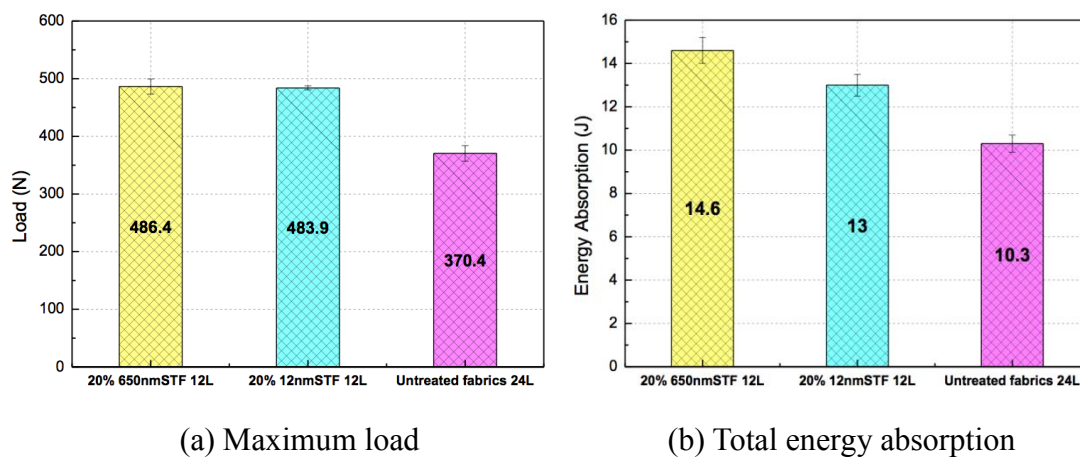 600
500
400
300
200
100
0
Load (N)
486.4
483.9
370.4
20% 650nmSTF 12L
20% 12nmSTF 12L
Untreated fabrics 24L
(a) Maximum load
16
14
12
10
8
6
4
2
0
Energy Absorption (J)
14.6
13
10.3
20% 650nmSTF 12L
20% 12nmSTF 12L
Untreated fabrics 24L
(b) Total energy absorption